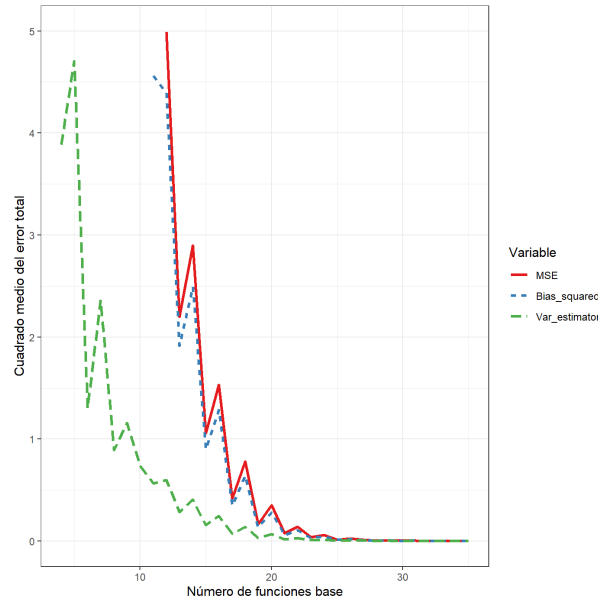 5
4
3
2
1
0
10
20
30
Número de funciones base
Cuadrado medio del error total
Variable
MSE
Bias_squared
Var_estimator